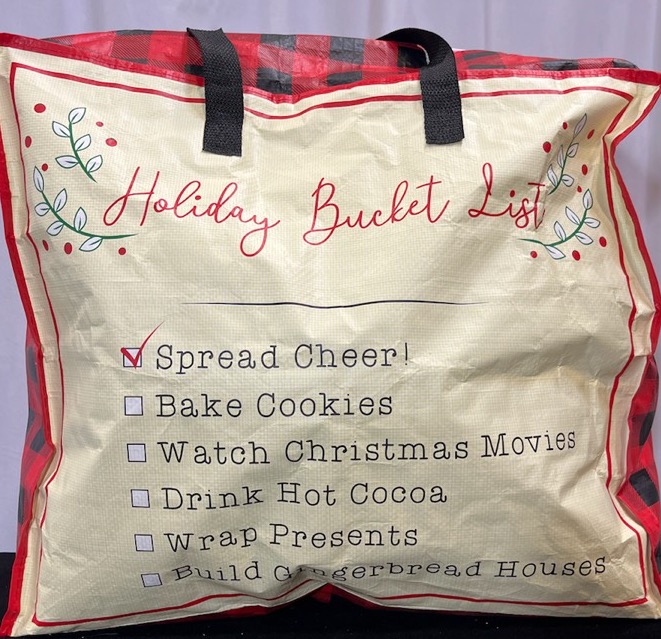 Holiday Bucket List
Spread Cheer!
Bake Cookies
Watch Christmas Movies
Drink Hot Cocoa
Wrap Presents
Build Gingerbread Houses